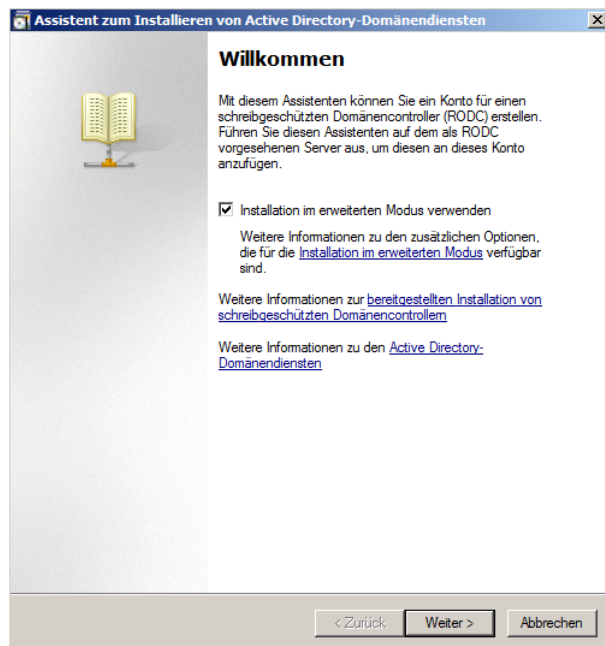 Assistent zum Installieren von Active Directory-Domänendiensten
Willkommen
Mit diesem Assistenten können Sie ein Konto für einen
schreibgeschützten Domänencontroller (RODC) erstellen.
Führen Sie diesen Assistenten auf dem als RODC
vorgesehenen Server aus, um diesen an dieses Konto
anzufügen.
Installation im erweiterten Modus verwenden
Weitere Informationen zu den zusätzlichen Optionen,
die für die Installation im erweiterten Modus verfügbar
sind.
Weitere Informationen zur bereitgestellten Installation von
schreibgeschützten Domänencontrollern
Weitere Informationen zu den Active Directory-
Domänendiensten
< Zurück Weiter > Abbrechen